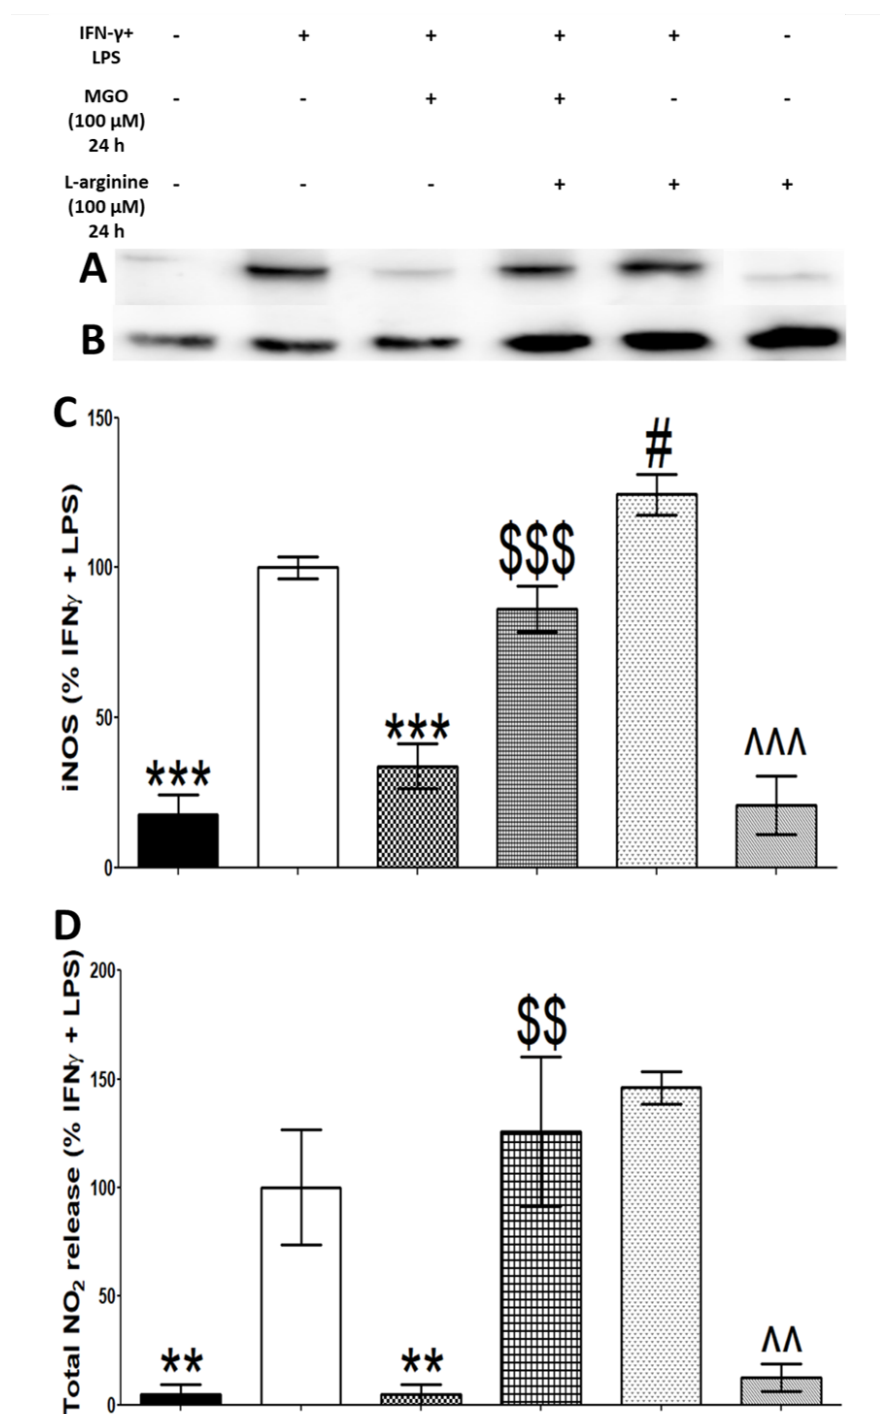 IFN-γ+ - + + + + -
LPS
MGO - - + + - -
(100 µM)
24 h
L-arginine - - - + + +
(100 µM)
24 h
A
B
C
iNOS (% IFNγ + LPS)
150
100
50
0
***
***
$$$
#
^^^
D
Total NO2 release (% IFNγ + LPS)
200
150
100
50
0
**
**
$$
^^